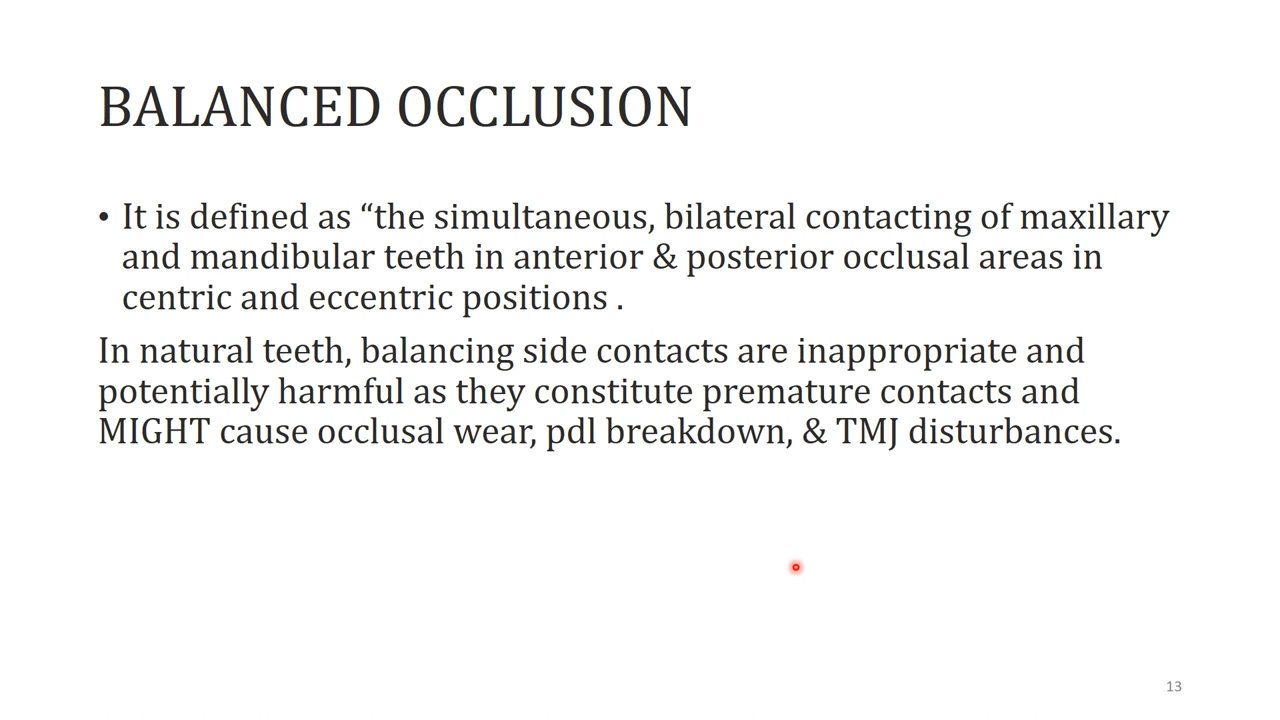 BALANCED OCCLUSION
• It is defined as “the simultaneous, bilateral contacting of maxillary
and mandibular teeth in anterior & posterior occlusal areas in
centric and eccentric positions .
In natural teeth, balancing side contacts are inappropriate and
potentially harmful as they constitute premature contacts and
MIGHT cause occlusal wear, pdl breakdown, & TMJ disturbances.
13